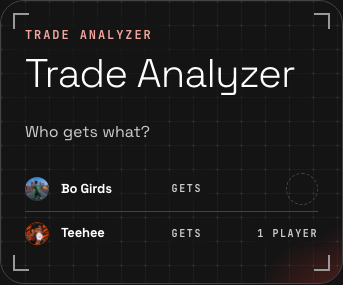 TRADE ANALYZER
Trade Analyzer
Who gets what?
Bo Girds GETS
Teehee GETS 1 PLAYER